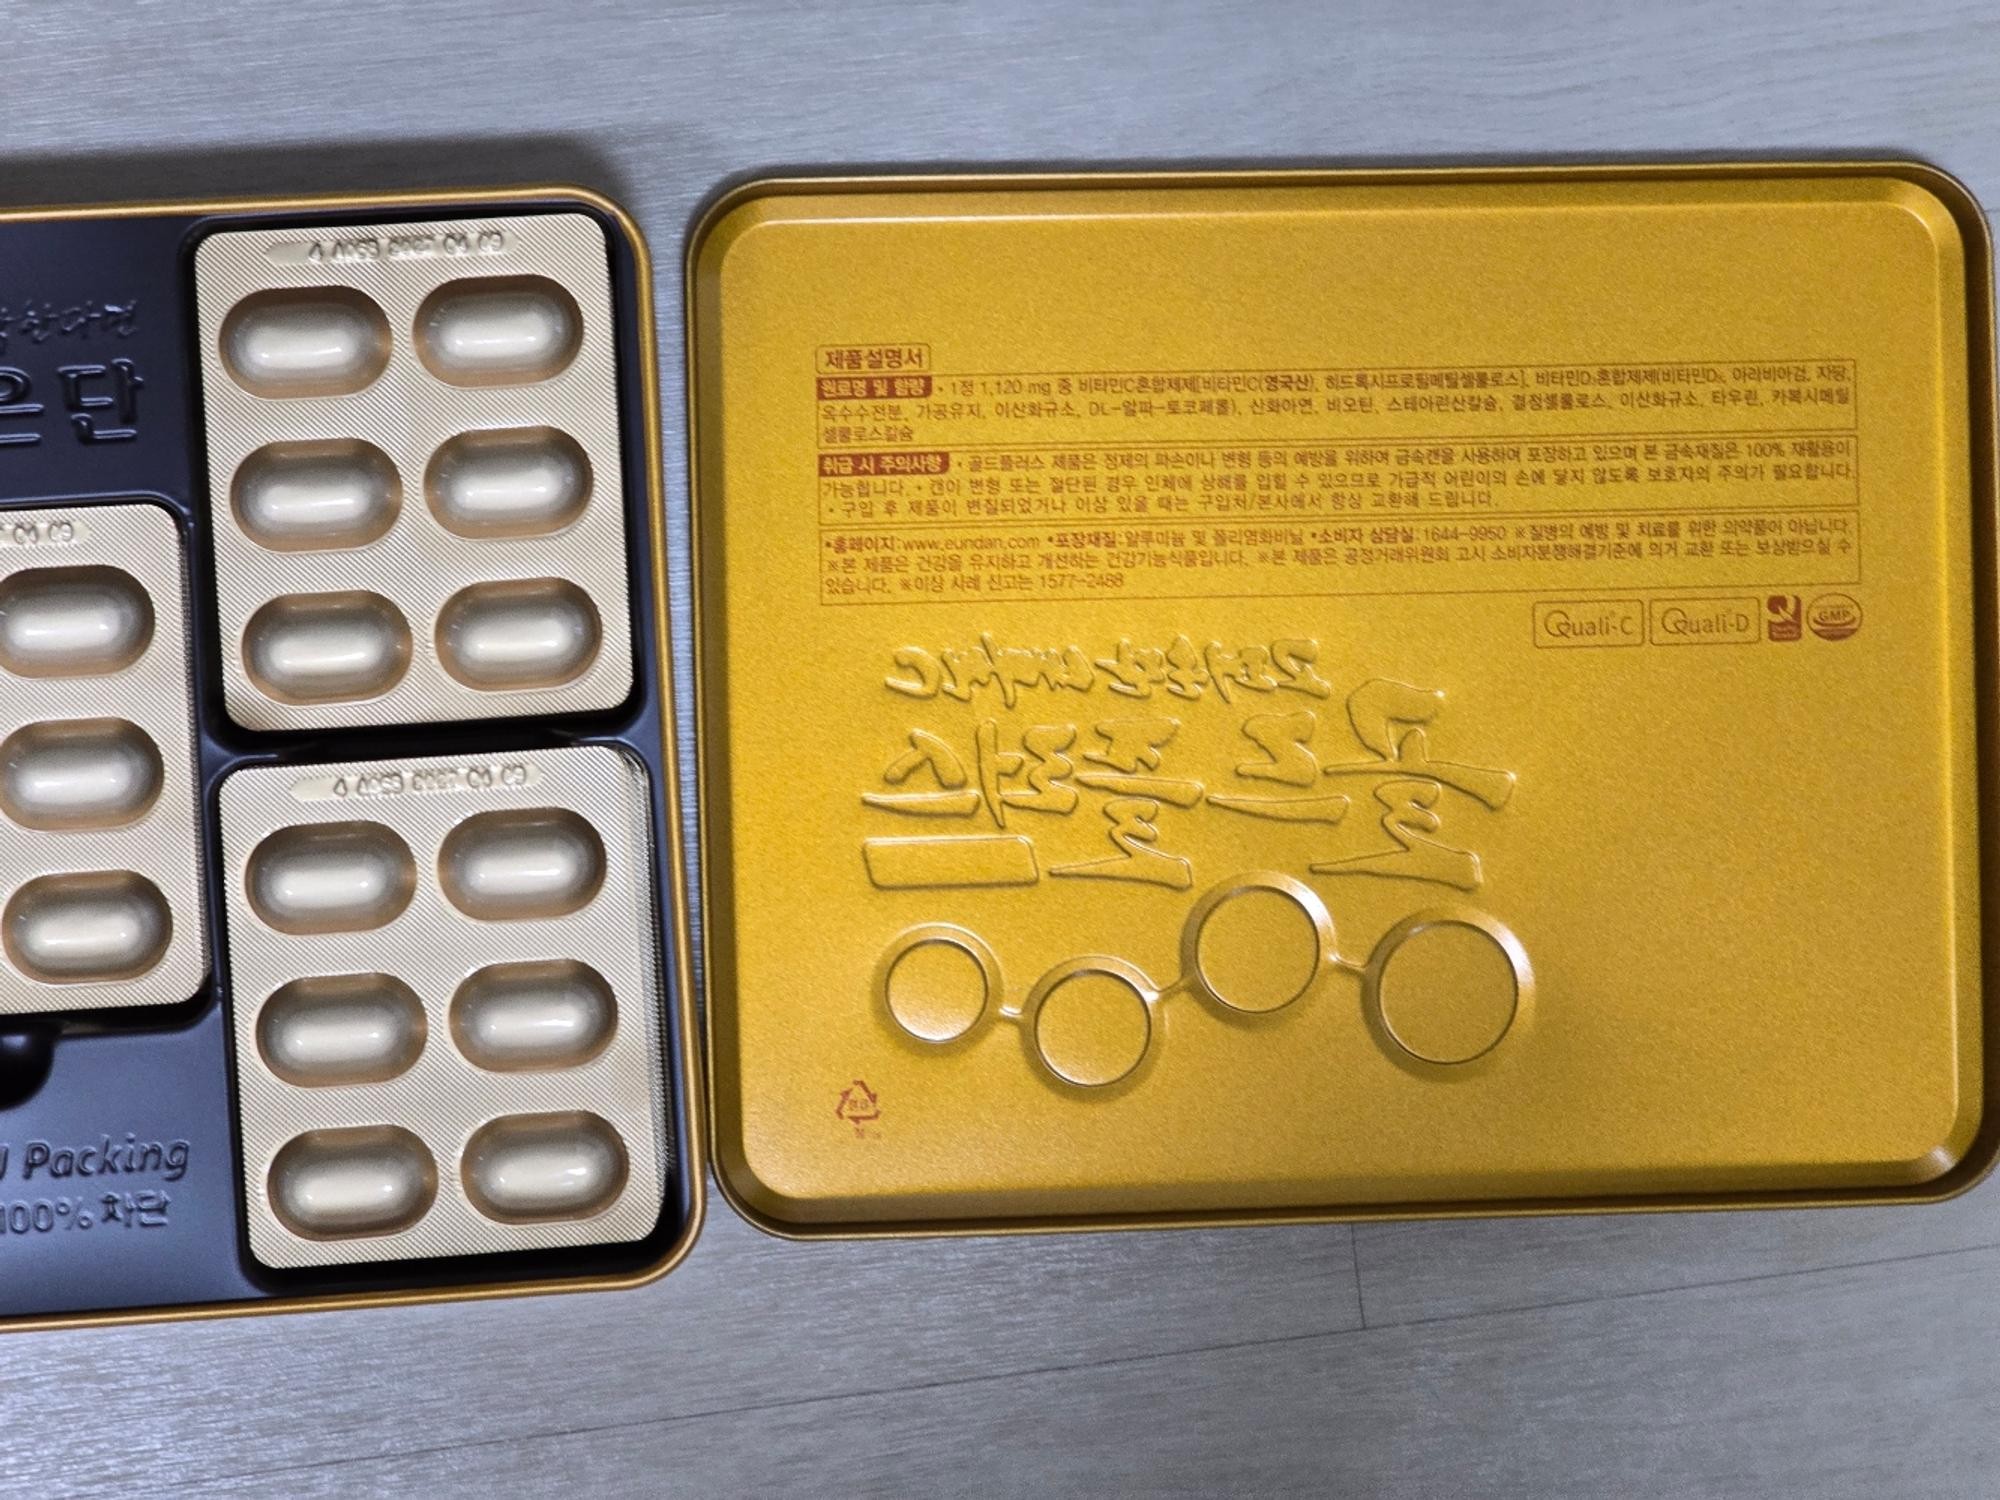 은단
Packing
100% 차단
제품설명서
원료명 및 함량 • 1정 1,120 mg 중 비타민C혼합제제[비타민C(영국산), 히드록시프로필메틸셀룰로스], 비타민D₃혼합제제(비타민D₃, 아라비아검, 자당,
옥수수전분, 가공유지, 이산화규소, DL-알파-토코페롤), 산화아연, 비오틴, 스테아린산칼슘, 결정셀룰로스, 이산화규소, 타우린, 카복시메틸
셀룰로스칼슘
취급 시 주의사항 • 골드플러스 제품은 정제의 파손이나 변형 등의 예방을 위하여 금속캔을 사용하여 포장하고 있으며 본 금속재질은 100% 재활용이
가능합니다. • 캔이 변형 또는 절단된 경우 인체에 상해를 입힐 수 있으므로 가급적 어린이의 손에 닿지 않도록 보호자의 주의가 필요합니다.
• 구입 후 제품이 변질되었거나 이상 있을 때는 구입처/본사에서 항상 교환해 드립니다.
•홈페이지:www.eundan.com •포장재질:알루미늄 및 폴리염화비닐 •소비자 상담실:1644-9950 ※질병의 예방 및 치료를 위한 의약품이 아닙니다.
※본 제품은 건강을 유지하고 개선하는 건강기능식품입니다. ※본 제품은 공정거래위원회 고시 소비자분쟁해결기준에 의거 교환 또는 보상받으실 수
있습니다. ※이상 사례 신고는 1577-2488
Quali-C Quali-D GMP